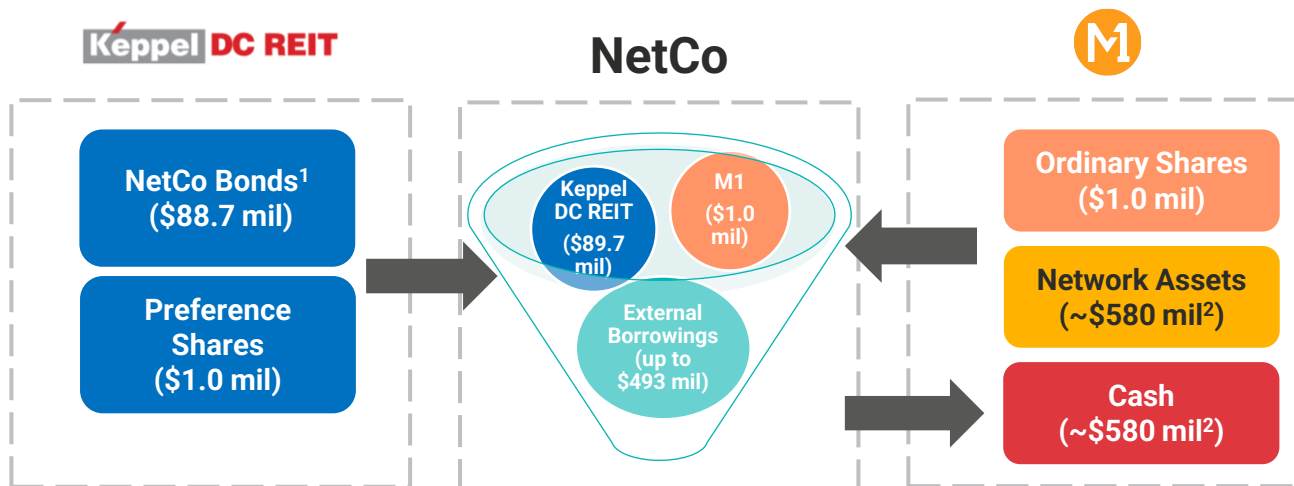 Keppel DC REIT
NetCo
M1
NetCo Bonds¹
($88.7 mil)
Preference
Shares
($1.0 mil)
Keppel
DC REIT
($89.7
mil)
M1
($1.0
mil)
External
Borrowings
(up to
$493 mil)
Ordinary Shares
($1.0 mil)
Network Assets
(~$580 mil²)
Cash
(~$580 mil²)